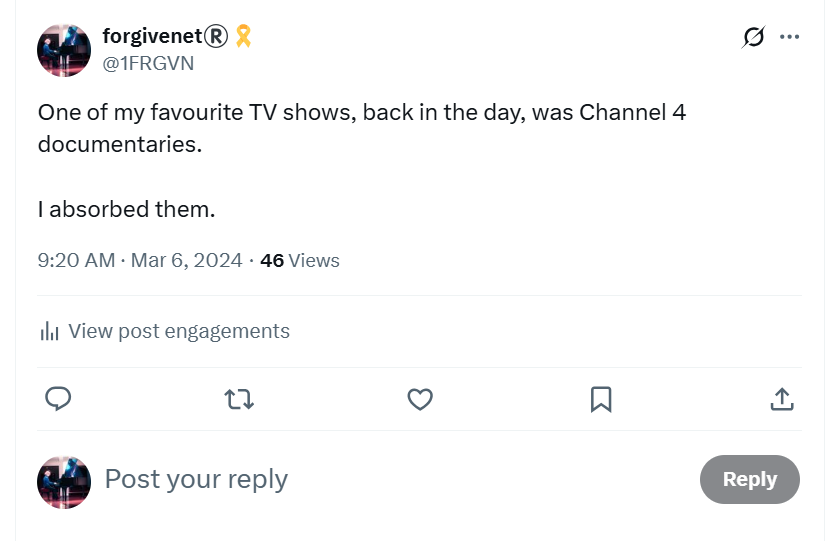 forgivenet®🎗
@1FRGVN
One of my favourite TV shows, back in the day, was Channel 4
documentaries.
I absorbed them.
9:20 AM · Mar 6, 2024 · 46 Views
View post engagements
Post your reply
Reply